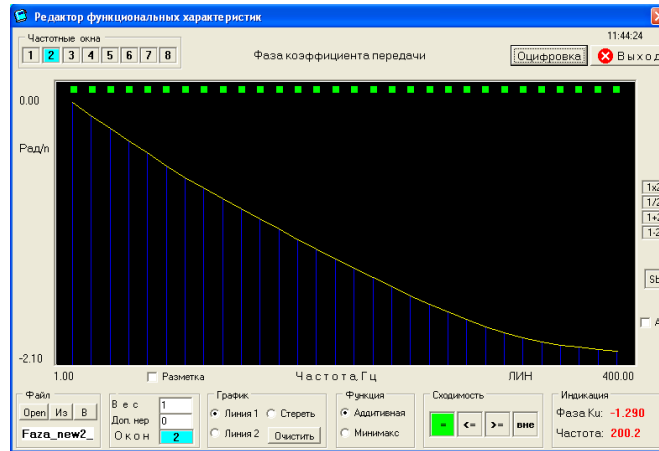 Редактор функциональных характеристик
11:44:24
Частотные окна
1 2 3 4 5 6 7 8
Фаза коэффициента передачи
Оцифровка
Выход
0.00
Рад/п
1x2
1/2
1+2
1-2
-2.10
1.00
Разметка
Частота, Гц
ЛИН
400.00
Файл
Open Из В
Faza_new2_
Вес 1
Доп. нер 0
Окон 2
График
Линия 1 Стереть
Линия 2 Очистить
Функция
Аддитивная
Минимакс
Сходимость
= <= >= вне
Индикация
Фаза Ku: -1.290
Частота: 200.2